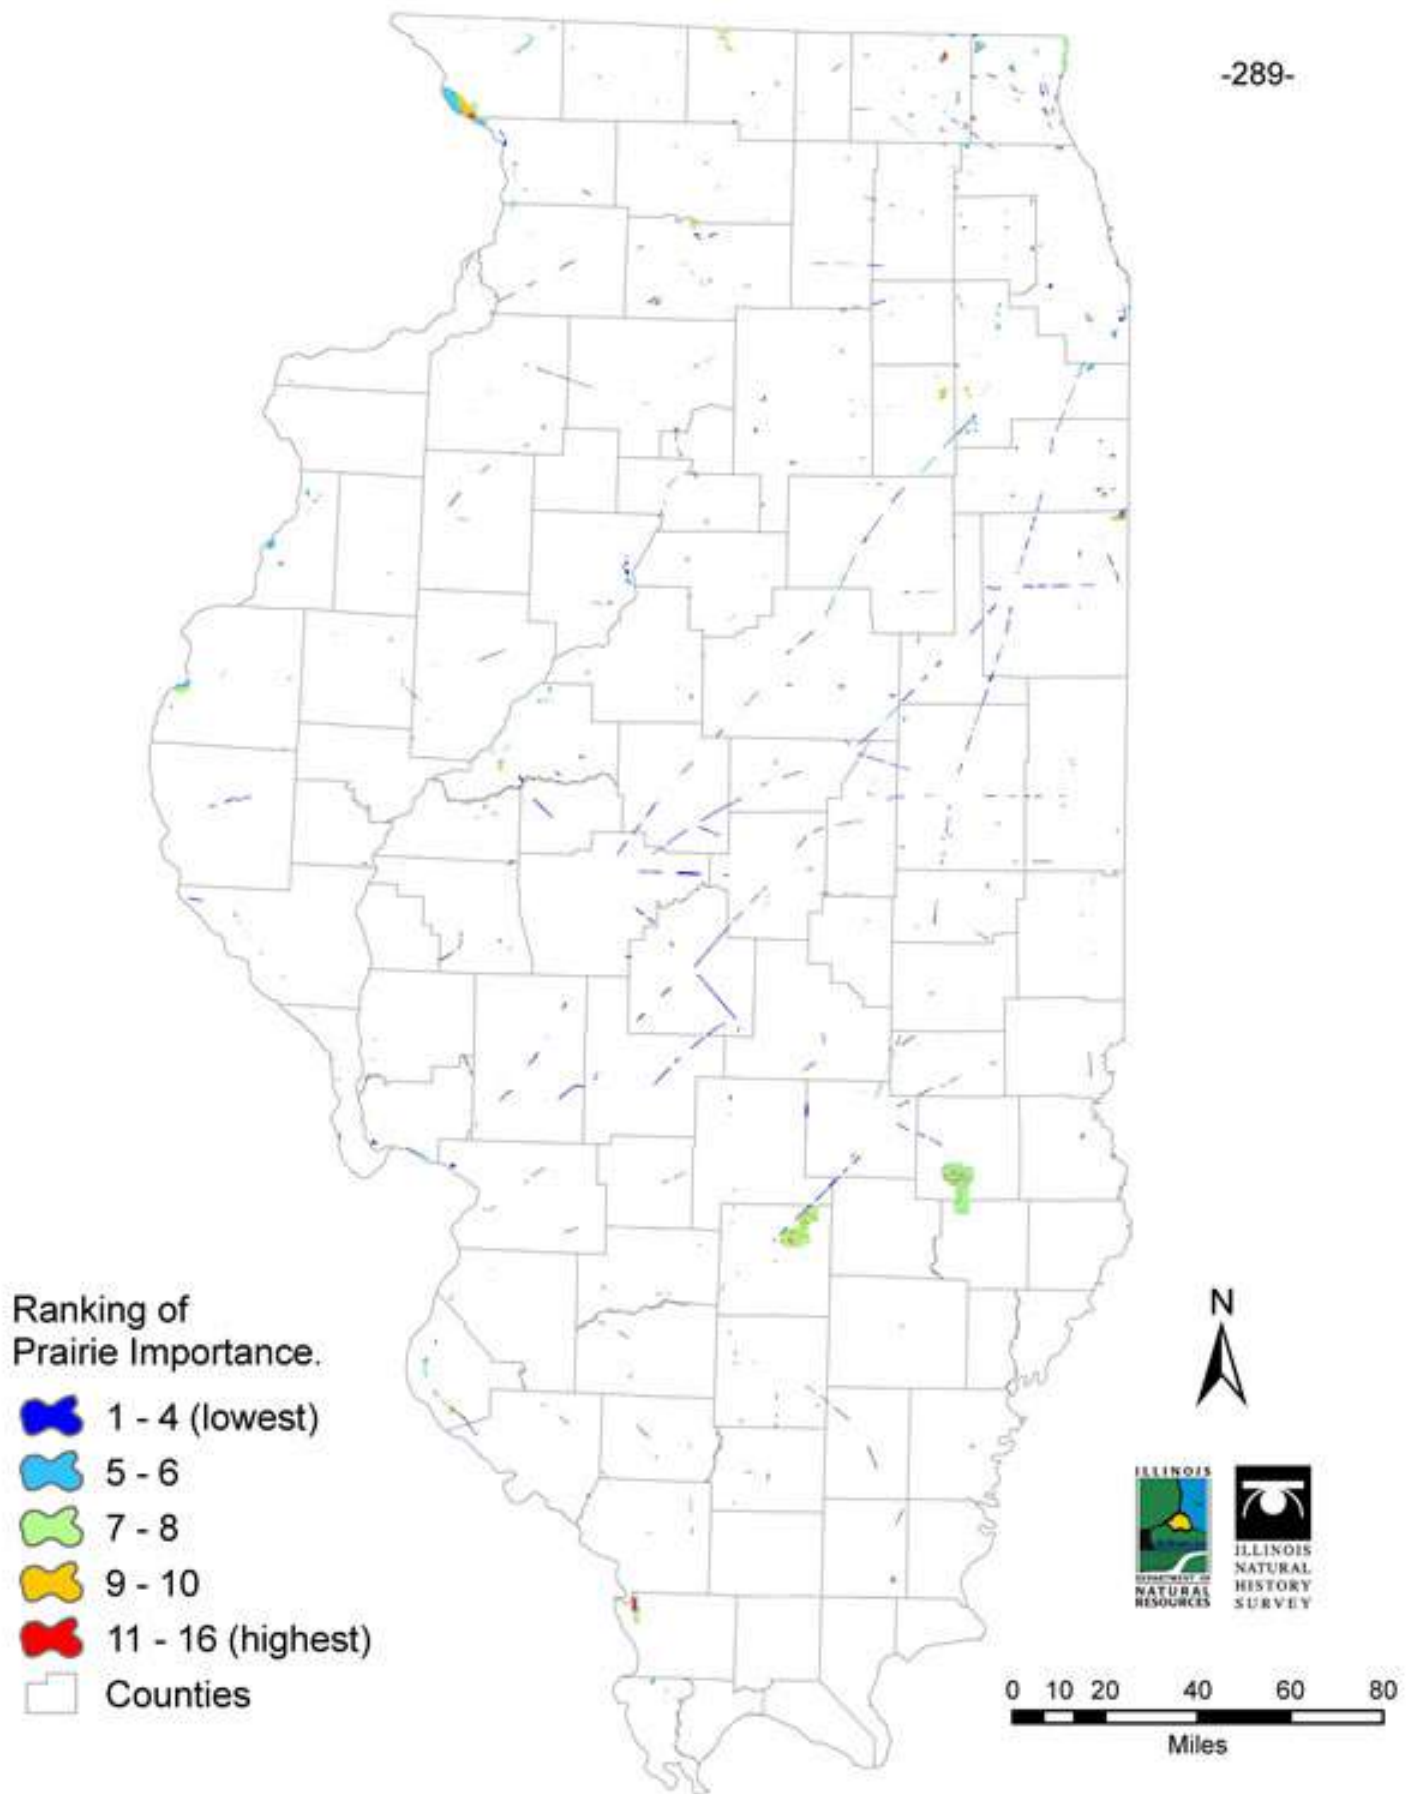 -289-
Ranking of
Prairie Importance.
1 - 4 (lowest)
5 - 6
7 - 8
9 - 10
11 - 16 (highest)
Counties
N
ILLINOIS
DEPARTMENT OF
NATURAL
RESOURCES
ILLINOIS
NATURAL
HISTORY
SURVEY
0 10 20 40 60 80
Miles